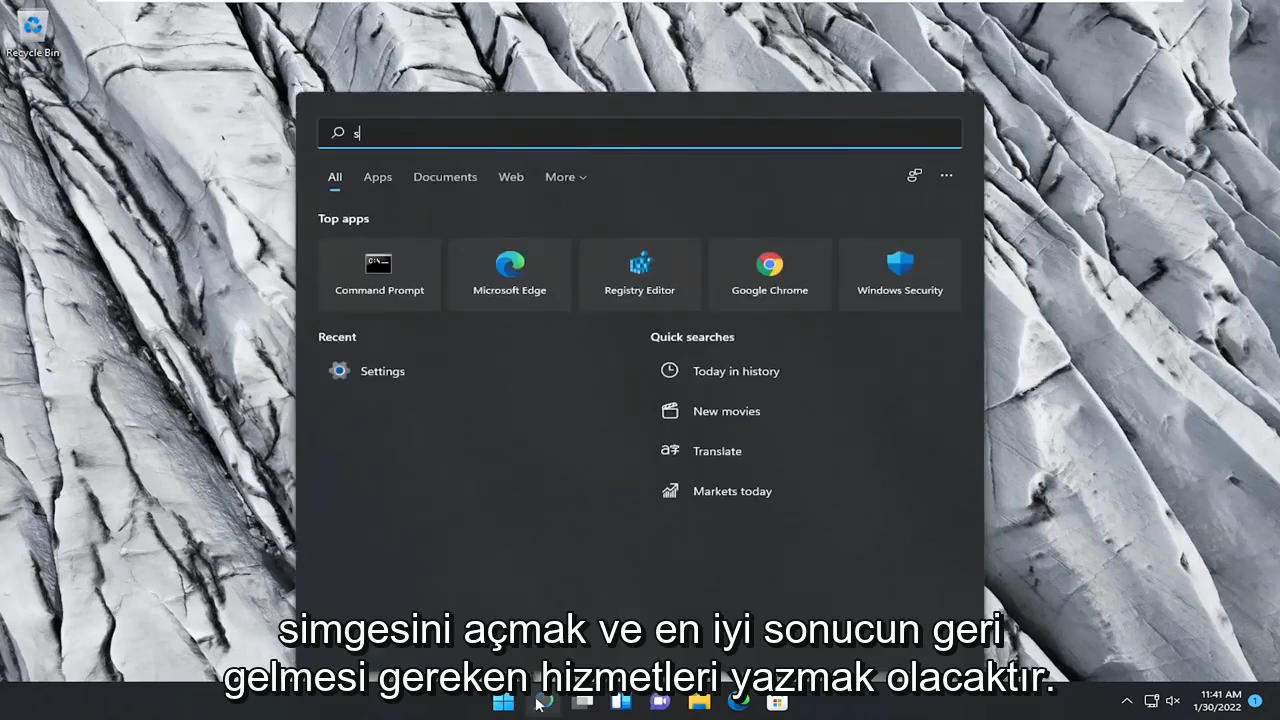 Recycle Bin
s
All Apps Documents Web More
Top apps
Command Prompt Microsoft Edge Registry Editor Google Chrome Windows Security
Recent Quick searches
Settings Today in history
New movies
Translate
Markets today
simgesini açmak ve en iyi sonucun geri
gelmesi gereken hizmetleri yazmak olacaktır.
11:41 AM
1/30/2022 1